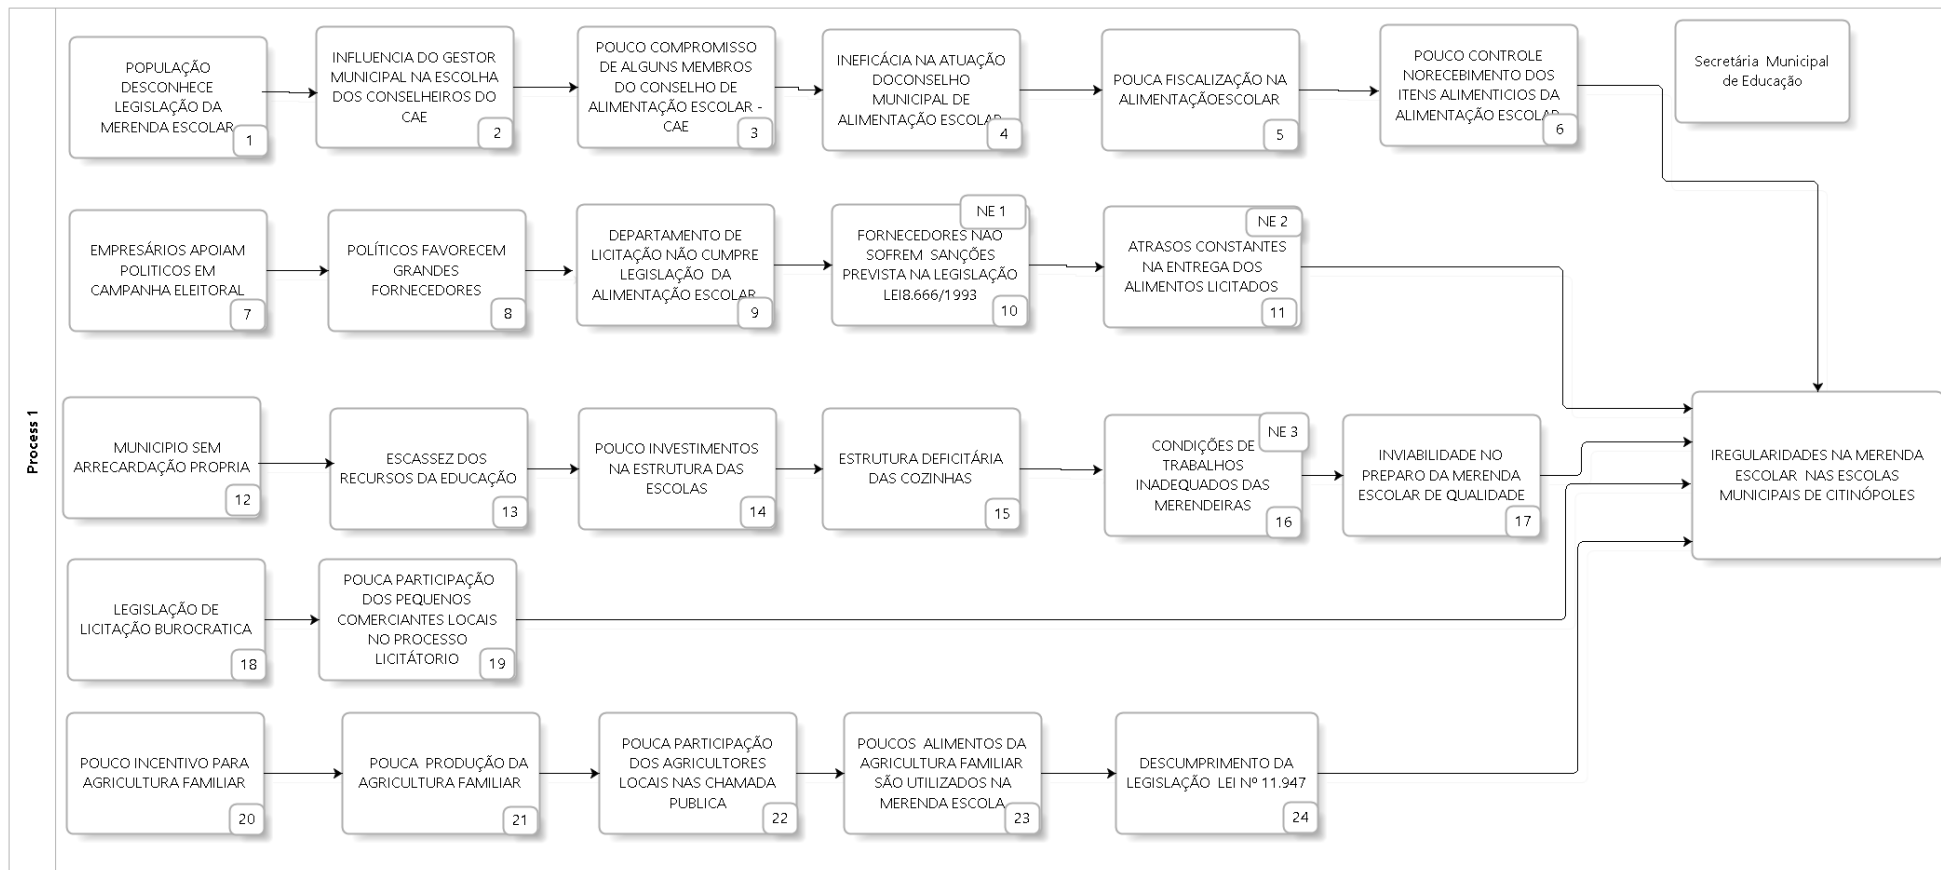 Process 1
POPULAÇÃO
DESCONHECE
LEGISLAÇÃO DA
MERENDA ESCOLAR
1
INFLUENCIA DO GESTOR
MUNICIPAL NA ESCOLHA
DOS CONSELHEIROS DO
CAE
2
POUCO COMPROMISSO
DE ALGUNS MEMBROS
DO CONSELHO DE
ALIMENTAÇÃO ESCOLAR -
CAE
3
INEFICÁCIA NA ATUAÇÃO
DOCONSELHO
MUNICIPAL DE
ALIMENTAÇÃO ESCOLAR
4
POUCA FISCALIZAÇÃO NA
ALIMENTAÇÃOESCOLAR
5
POUCO CONTROLE
NORECEBIMENTO DOS
ITENS ALIMENTICIOS DA
ALIMENTAÇÃO ESCOLAR
6
Secretária Municipal
de Educação
EMPRESÁRIOS APOIAM
POLITICOS EM
CAMPANHA ELEITORAL
7
POLÍTICOS FAVORECEM
GRANDES
FORNECEDORES
8
DEPARTAMENTO DE
LICITAÇÃO NÃO CUMPRE
LEGISLAÇÃO DA
ALIMENTAÇÃO ESCOLAR
9
NE 1
FORNECEDORES NÃO
SOFREM SANÇÕES
PREVISTA NA LEGISLAÇÃO
LEI8.666/1993
10
NE 2
ATRASOS CONSTANTES
NA ENTREGA DOS
ALIMENTOS LICITADOS
11
MUNICIPIO SEM
ARRECARDAÇÃO PROPRIA
12
ESCASSEZ DOS
RECURSOS DA EDUCAÇÃO
13
POUCO INVESTIMENTOS
NA ESTRUTURA DAS
ESCOLAS
14
ESTRUTURA DEFICITÁRIA
DAS COZINHAS
15
NE 3
CONDIÇÕES DE
TRABALHOS
INADEQUADOS DAS
MERENDEIRAS
16
INVIABILIDADE NO
PREPARO DA MERENDA
ESCOLAR DE QUALIDADE
17
IREGULARIDADES NA MERENDA
ESCOLAR NAS ESCOLAS
MUNICIPAIS DE CITINÓPOLES
LEGISLAÇÃO DE
LICITAÇÃO BUROCRATICA
18
POUCA PARTICIPAÇÃO
DOS PEQUENOS
COMERCIANTES LOCAIS
NO PROCESSO
LICITÁTORIO
19
POUCO INCENTIVO PARA
AGRICULTURA FAMILIAR
20
POUCA PRODUÇÃO DA
AGRICULTURA FAMILIAR
21
POUCA PARTICIPAÇÃO
DOS AGRICULTORES
LOCAIS NAS CHAMADA
PUBLICA
22
POUCOS ALIMENTOS DA
AGRICULTURA FAMILIAR
SÃO UTILIZADOS NA
MERENDA ESCOLA
23
DESCUMPRIMENTO DA
LEGISLAÇÃO LEI Nº 11.947
24